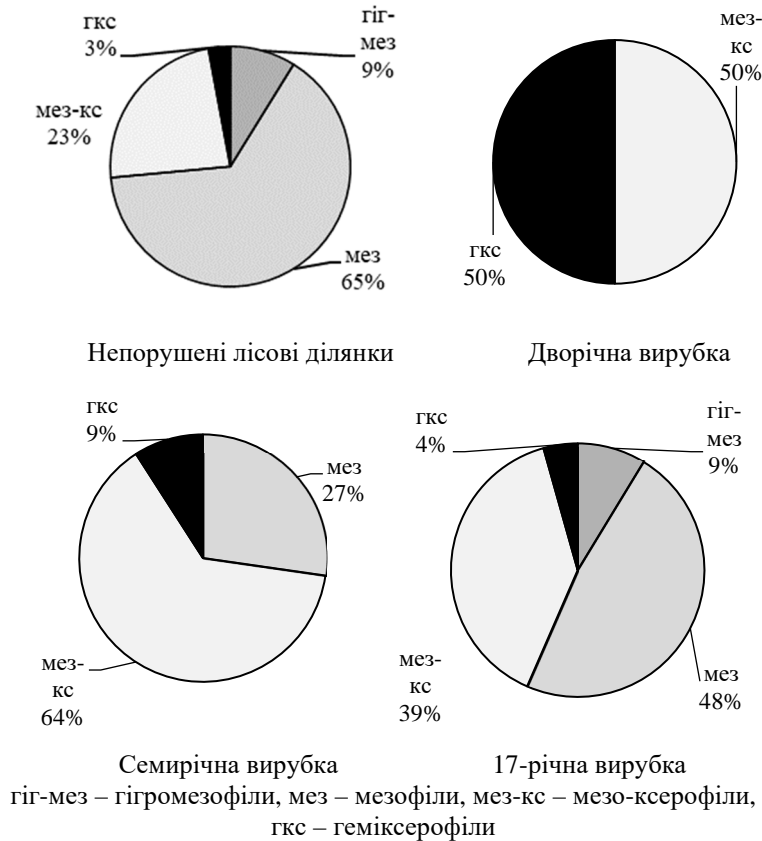 гкс
3%
гіг-
мез
9%
мез-кс
23%
мез
65%
мез-
кс
50%
гкс
50%
Непорушені лісові ділянки
Дворічна вирубка
гкс
9%
мез
27%
мез-
кс
64%
гкс
4%
гіг-
мез
9%
мез-
кс
39%
мез
48%
Семирічна вирубка
17-річна вирубка
гіг-мез – гігромезофіли, мез – мезофіли, мез-кс – мезо-ксерофіли,
гкс – геміксерофіли